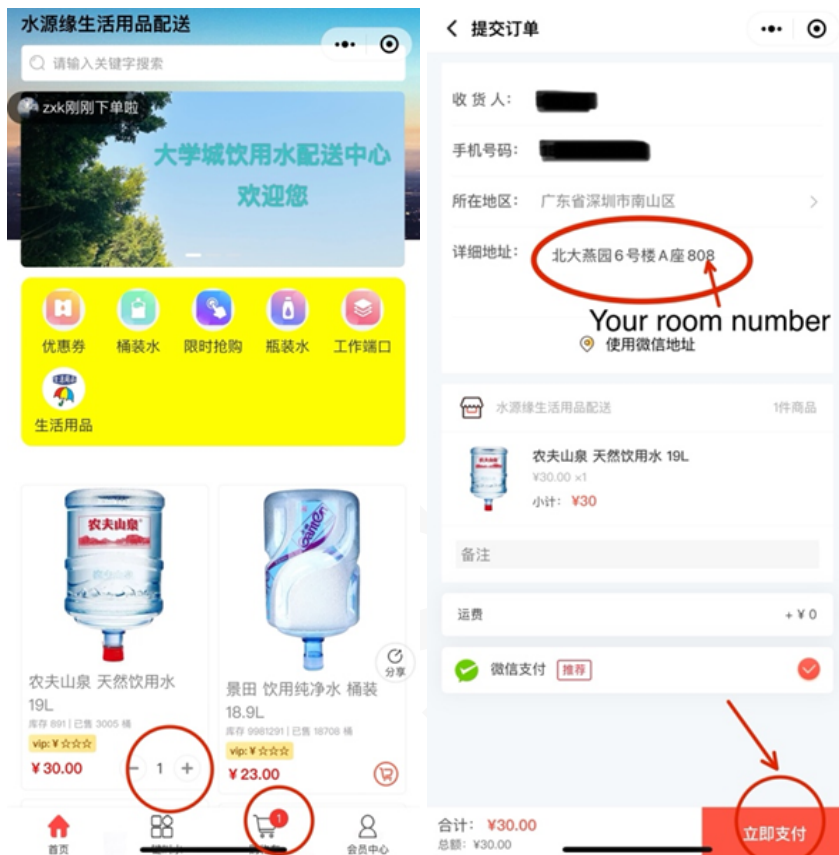 水源缘生活用品配送
请输入关键字搜索
zxk刚刚下单啦
大学城饮用水配送中心
欢迎您
优惠券 桶装水 限时抢购 瓶装水 工作端口
生活用品
农夫山泉
农夫山泉 天然饮用水
19L
库存 891 | 已售 3005 桶
vip: ¥ ☆☆☆
¥ 30.00
− 1 +
景田 饮用纯净水 桶装
18.9L
库存 9981291 | 已售 18708 桶
vip: ¥ ☆☆☆
¥ 23.00
分享
1
首页
会员中心
提交订单
收 货 人:
手机号码:
所在地区: 广东省深圳市南山区
详细地址: 北大燕园6号楼A座808
Your room number
使用微信地址
水源缘生活用品配送 1件商品
农夫山泉 天然饮用水 19L
¥30.00 x1
小计: ¥30
备注
运费 + ¥ 0
微信支付 推荐
合计: ¥30.00
总额: ¥30.00
立即支付